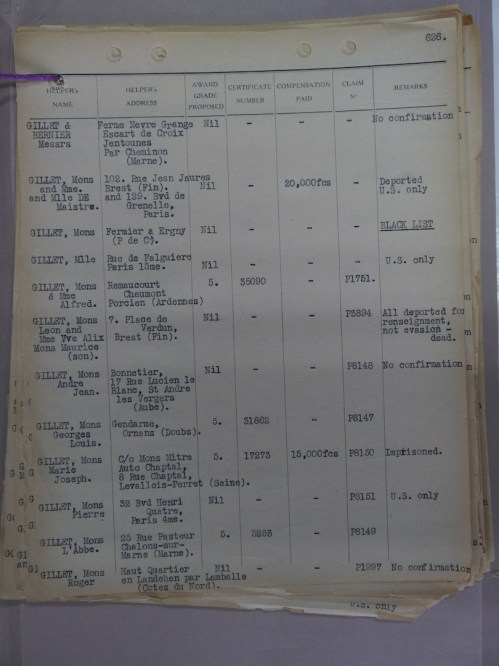 626.
HELPER's NAME HELPER's ADDRESS AWARD GRADE PROPOSED CERTIFICATE NUMBER COMPENSATION PAID CLAIM No REMARKS
GILLET & Ferme Nevre Grange Nil - - - No confirmation
BERNIER Escart de Croix
Messrs Jentounes
Par Cheminon
(Marne).
GILLET, Mons 102. Rue Jean Jaures Nil - 20,000fcs - Deported
and Mme. Brest (Fin). U.S. only
and Mlle DE and 129. Bvd de
Maistre. Grenelle,
Paris.
GILLET, Mons Fermier a Ergny Nil - - - BLACK LIST
(P de C).
GILLET, Mlle Rue de Falguiere Nil - - - U.S. only
Paris 15me.
GILLET, Mons Remaucourt 5. 35090 - P1751.
& Mme Chaumont
Alfred. Porcien (Ardennes)
GILLET, Mons 7. Place de Nil - - P3894 All deported for
Leon and Verdun, renseignment,
Mme Vve Alix Brest (Fin). not evasion -
Mons Maurice dead.
(son).
GILLET, Mons Bonnetier, Nil - - P8148 No confirmation
Andre 17 Rue Lucien le
Jean. Blanc, St Andre
les Vergers
(Aube).
GILLET, Mons Gendarme, 5. 31862 - P8147
Georges Ornans (Doubs).
Louis.
GILLET, Mons C/o Mons Mitre 5. 17273 15,000fcs P8150 Imprisoned.
Marie Auto Chaptal,
Joseph. 8 Rue Chaptal,
Levallois-Perret (Seine).
GILLET, Mons 32 Bvd Henri Nil - - P8151 U.S. only
Pierre Quatre,
Paris 4me.
GILLET, Mons 25 Rue Pasteur 5. 5253 - P8149
L'Abbe. Chalons-sur-
Marne (Marne).
GILLET, Mons Haut Quartier Nil - - P1997 No confirmation
Roger en Landehen par Lamballe
(Cotes du Nord).
U.S. only